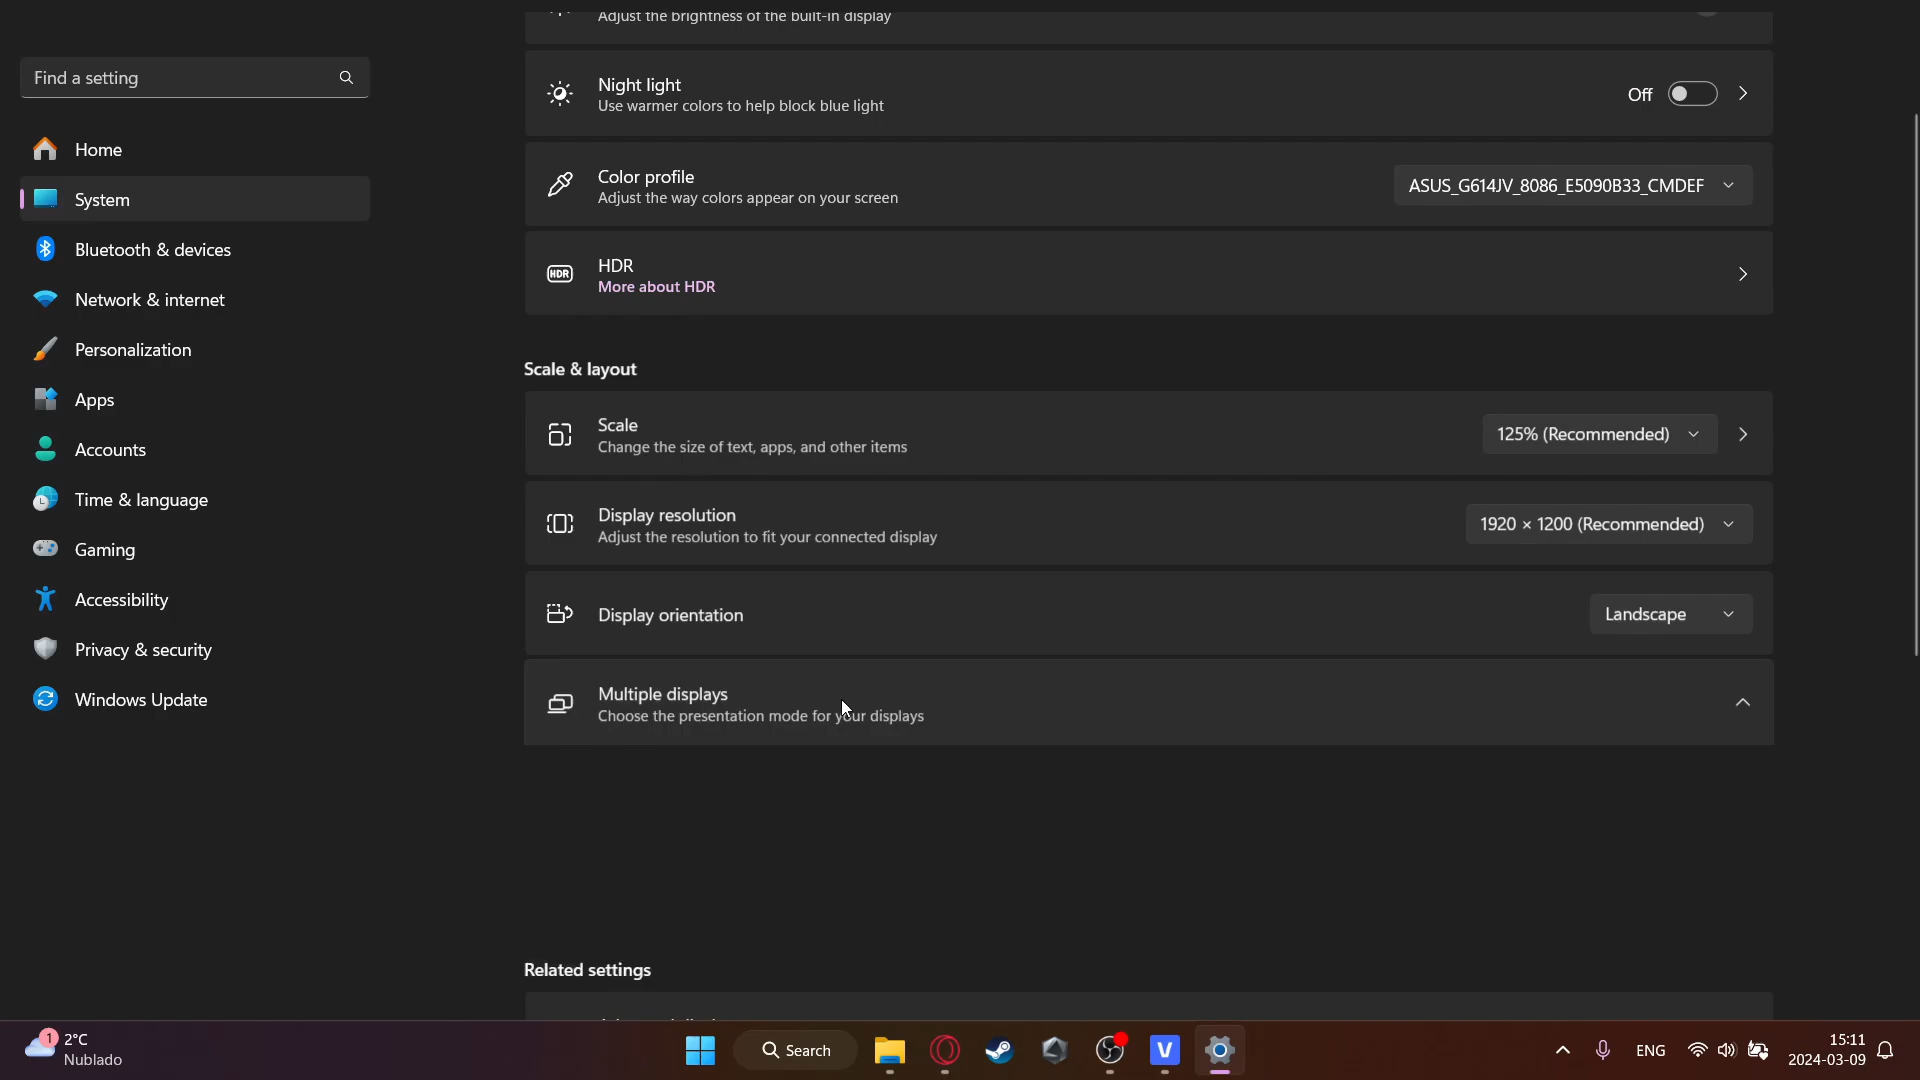 Adjust the brightness of the built-in display
Find a setting
Night light
Use warmer colors to help block blue light
Off
Home
Color profile
Adjust the way colors appear on your screen
ASUS_G614JV_8086_E5090B33_CMDEF
System
Bluetooth & devices
HDR
HDR
More about HDR
Network & internet
Personalization
Scale & layout
Apps
Scale
Change the size of text, apps, and other items
125% (Recommended)
Accounts
Time & language
Display resolution
Adjust the resolution to fit your connected display
1920 × 1200 (Recommended)
Gaming
Accessibility
Display orientation
Landscape
Privacy & security
Windows Update
Multiple displays
Choose the presentation mode for your displays
Related settings
1
2°C
Nublado
Search
V
ENG
15:11
2024-03-09